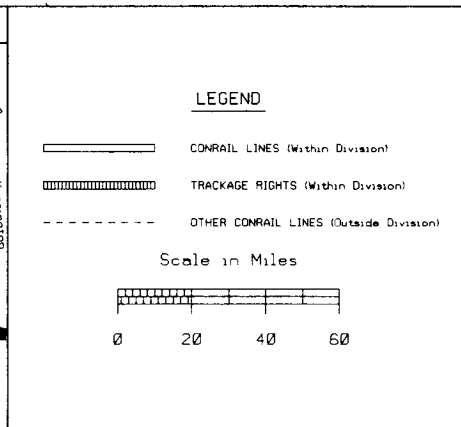 LEGEND
CONRAIL LINES (Within Division)
TRACKAGE RIGHTS (Within Division)
OTHER CONRAIL LINES (Outside Division)
Scale in Miles
0 20 40 60